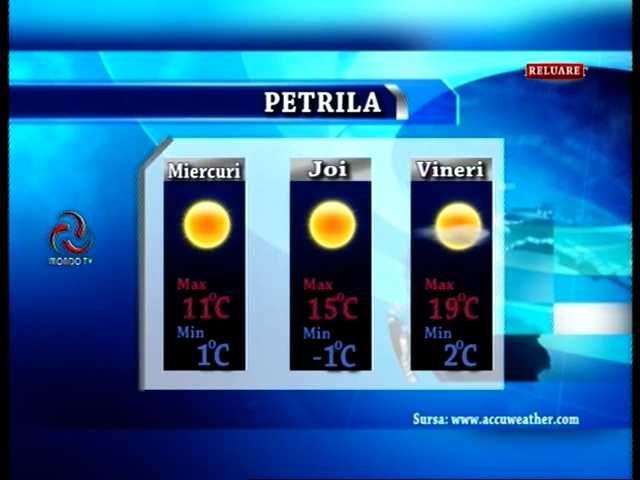 RELUARE
PETRILA
Miercuri
Joi
Vineri
Max
11°C
Min
1°C
Max
15°C
Min
-1°C
Max
19°C
Min
2°C
MONDO TV
Sursa: www.accuweather.com